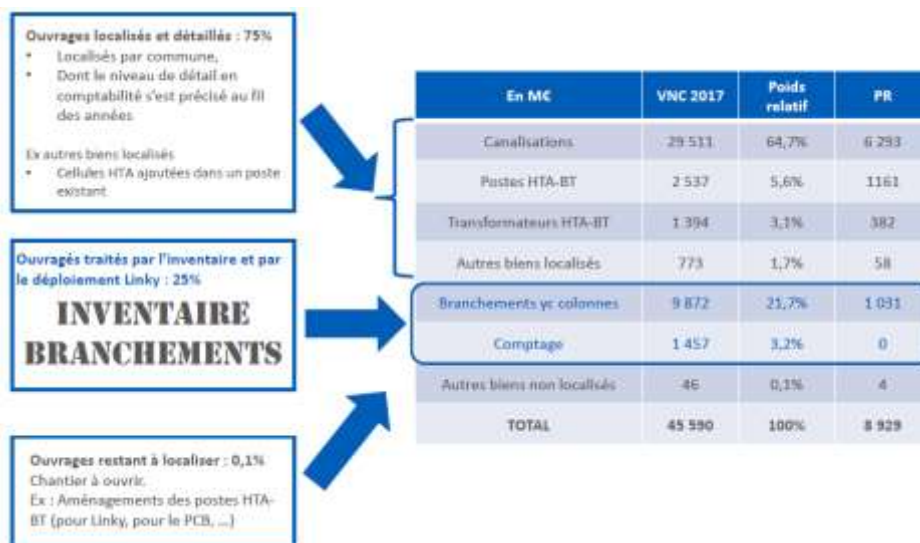 Ouvrages localisés et détaillés : 75%
• Localisés par commune,
• Dont le niveau de détail en
comptabilité s'est précisé au fil
des années
Ex autres biens localisés
• Cellules HTA ajoutées dans un poste
existant
Ouvragés traités par l'inventaire et par
le déploiement Linky : 25%
INVENTAIRE
BRANCHEMENTS
Ouvrages restant à localiser : 0,1%
Chantier à ouvrir.
Ex : Aménagements des postes HTA-
BT (pour Linky, pour le PCB, ...)
En M€ VNC 2017 Poids relatif PR
Canalisations 29 511 64,7% 6 293
Postes HTA-BT 2 537 5,6% 1161
Transformateurs HTA-BT 1 394 3,1% 382
Autres biens localisés 773 1,7% 58
Branchements yc colonnes 9 872 21,7% 1 031
Comptage 1 457 3,2% 0
Autres biens non localisés 46 0,1% 4
TOTAL 45 590 100% 8 929